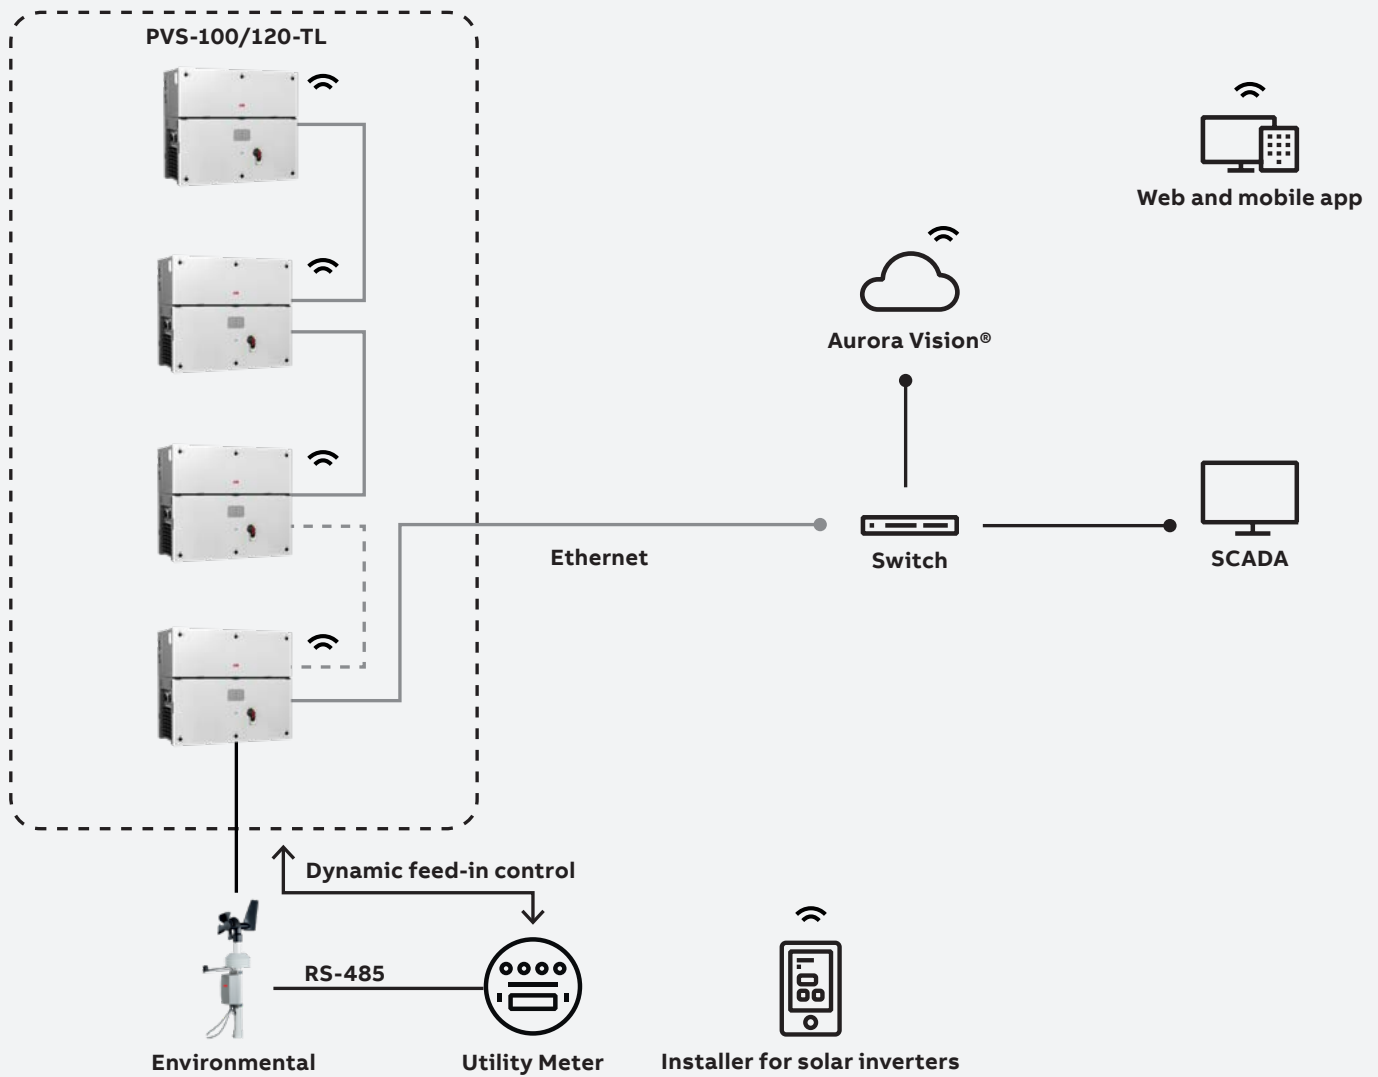 PVS-100/120-TL
Web and mobile app
Aurora Vision®
Ethernet
Switch
SCADA
Dynamic feed-in control
RS-485
Environmental
Utility Meter
Installer for solar inverters